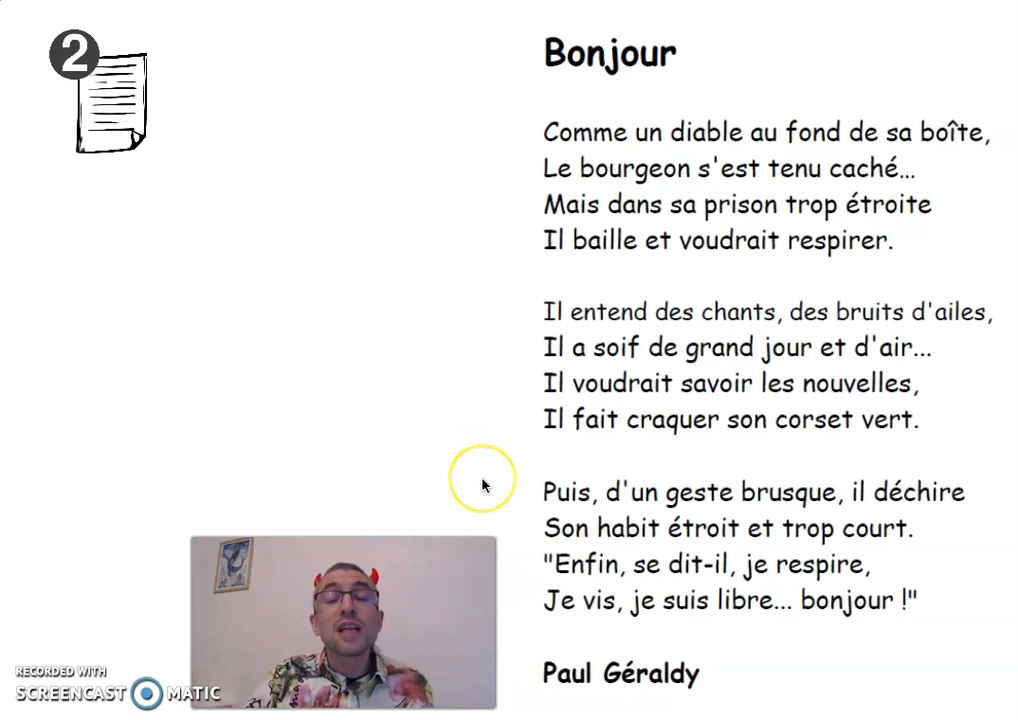 2
Bonjour
Comme un diable au fond de sa boîte,
Le bourgeon s'est tenu caché...
Mais dans sa prison trop étroite
Il baille et voudrait respirer.
Il entend des chants, des bruits d'ailes,
Il a soif de grand jour et d'air...
Il voudrait savoir les nouvelles,
Il fait craquer son corset vert.
Puis, d'un geste brusque, il déchire
Son habit étroit et trop court.
"Enfin, se dit-il, je respire,
Je vis, je suis libre... bonjour !"
Paul Géraldy
RECORDED WITH
SCREENCAST MATIC